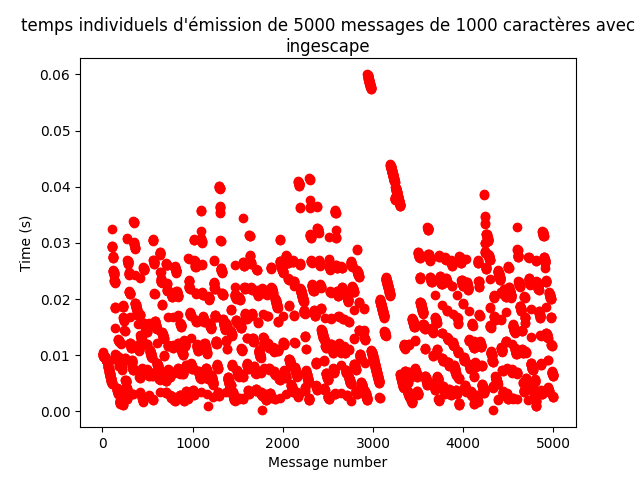 temps individuels d'émission de 5000 messages de 1000 caractères avec
ingescape
0.06
0.05
0.04
0.03
0.02
0.01
0.00
Time (s)
0 1000 2000 3000 4000 5000
Message number